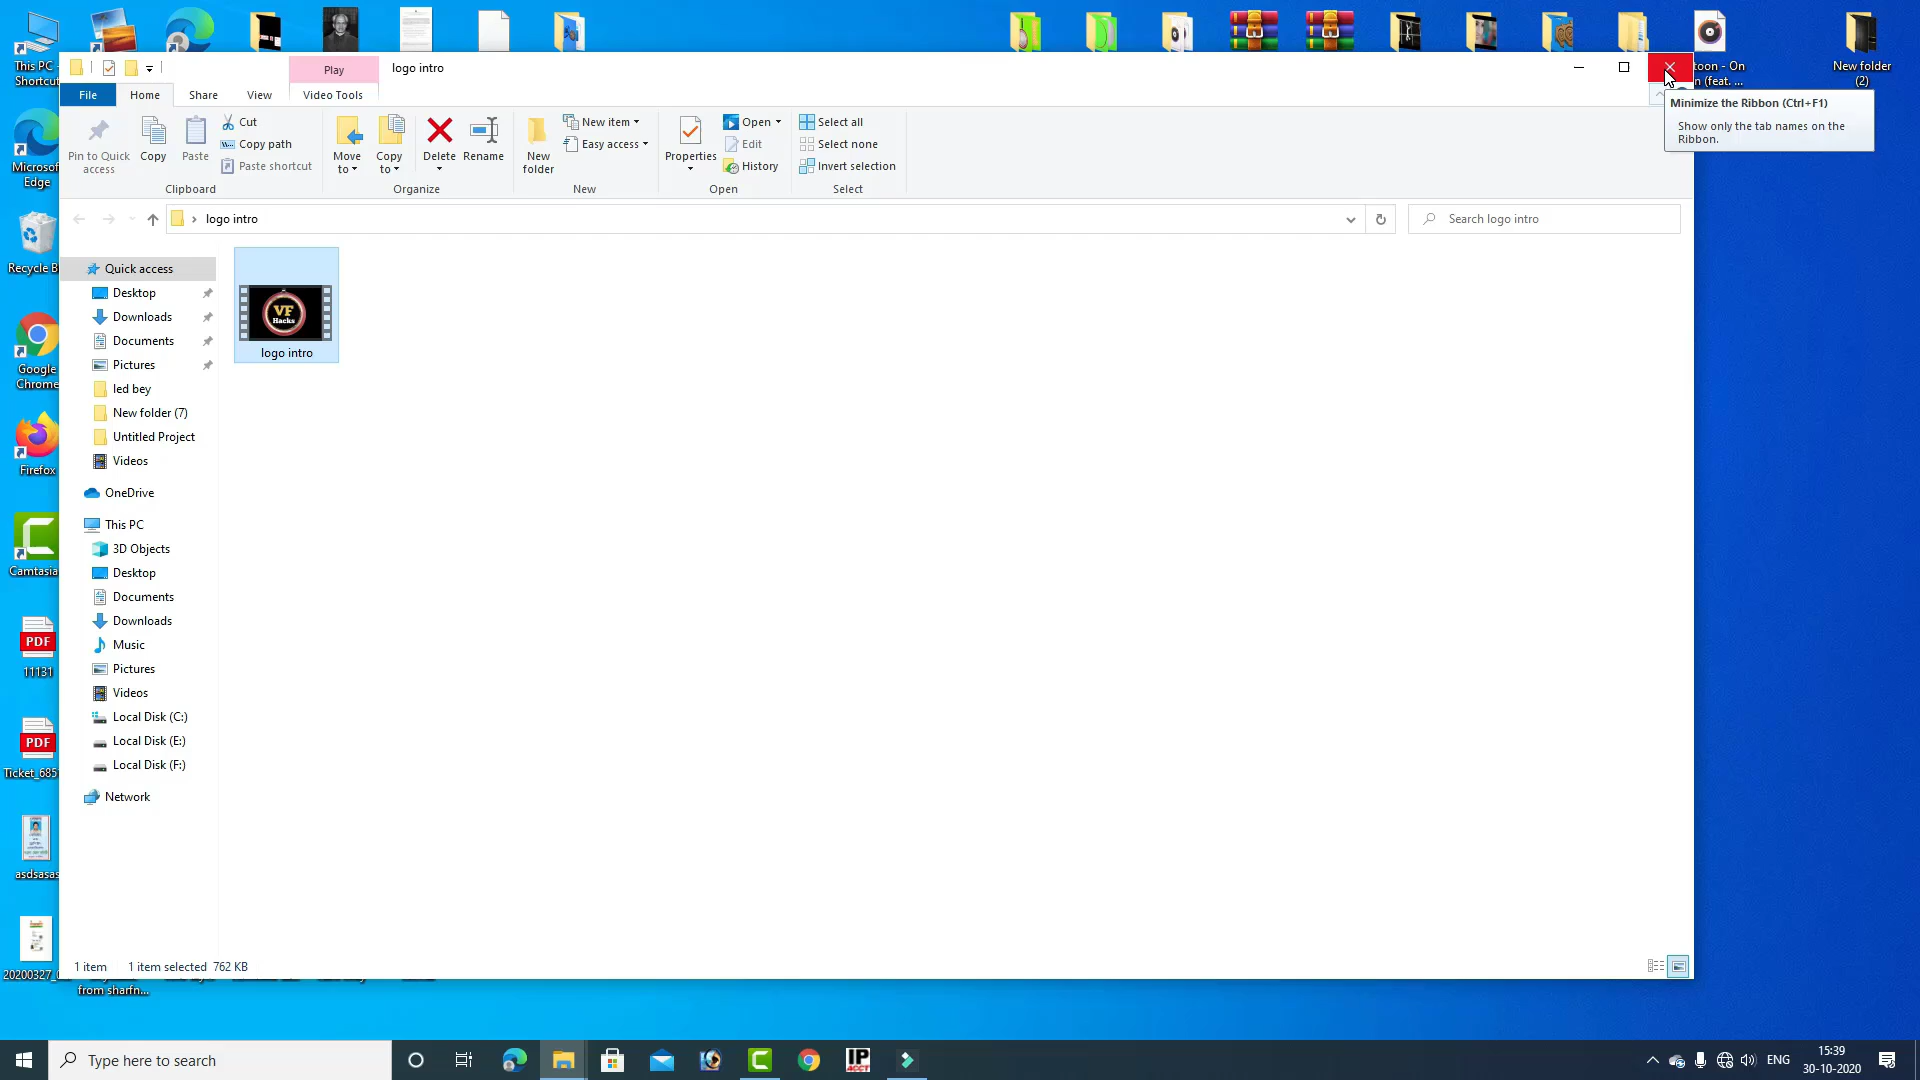 This PC -
Shortcut
toon - On
n (feat. ...
New folder
(2)
Play
logo intro
File
Home
Share
View
Video Tools
Minimize the Ribbon (Ctrl+F1)
Show only the tab names on the
Ribbon.
Pin to Quick
access
Copy
Paste
Cut
Copy path
Paste shortcut
Clipboard
Move
to
Copy
to
Delete
Rename
Organize
New
folder
New item
Easy access
New
Properties
Open
Edit
History
Open
Select all
Select none
Invert selection
Select
logo intro
Search logo intro
Microsof
Edge
Recycle B
Google
Chrome
Firefox
Camtasia
PDF
11131
PDF
Ticket_685
asdsasas
20200327_
from sharfn...
Quick access
Desktop
Downloads
Documents
Pictures
led bey
New folder (7)
Untitled Project
Videos
OneDrive
This PC
3D Objects
Desktop
Documents
Downloads
Music
Pictures
Videos
Local Disk (C:)
Local Disk (E:)
Local Disk (F:)
Network
VF
Hacks
logo intro
1 item
1 item selected 762 KB
Type here to search
IP
ACCT
ENG
15:39
30-10-2020